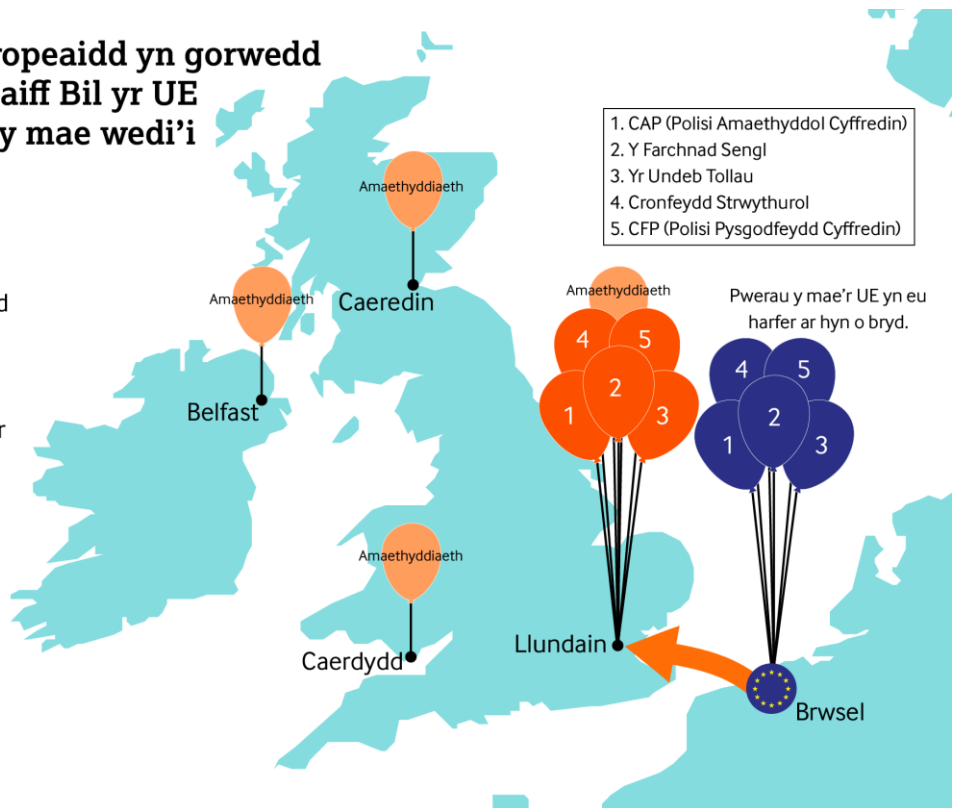 ropeaidd yn gorwedd
aiff Bil yr UE
y mae wedi'i
1. CAP (Polisi Amaethyddol Cyffredin)
2. Y Farchnad Sengl
3. Yr Undeb Tollau
4. Cronfeydd Strwythurol
5. CFP (Polisi Pysgodfeydd Cyffredin)
Amaethyddiaeth
Caeredin
d
Amaethyddiaeth
Belfast
r
Amaethyddiaeth
4 5
2
1 3
Pwerau y mae'r UE yn eu
harfer ar hyn o bryd.
4 5
2
1 3
Amaethyddiaeth
Caerdydd
Llundain
Brwsel